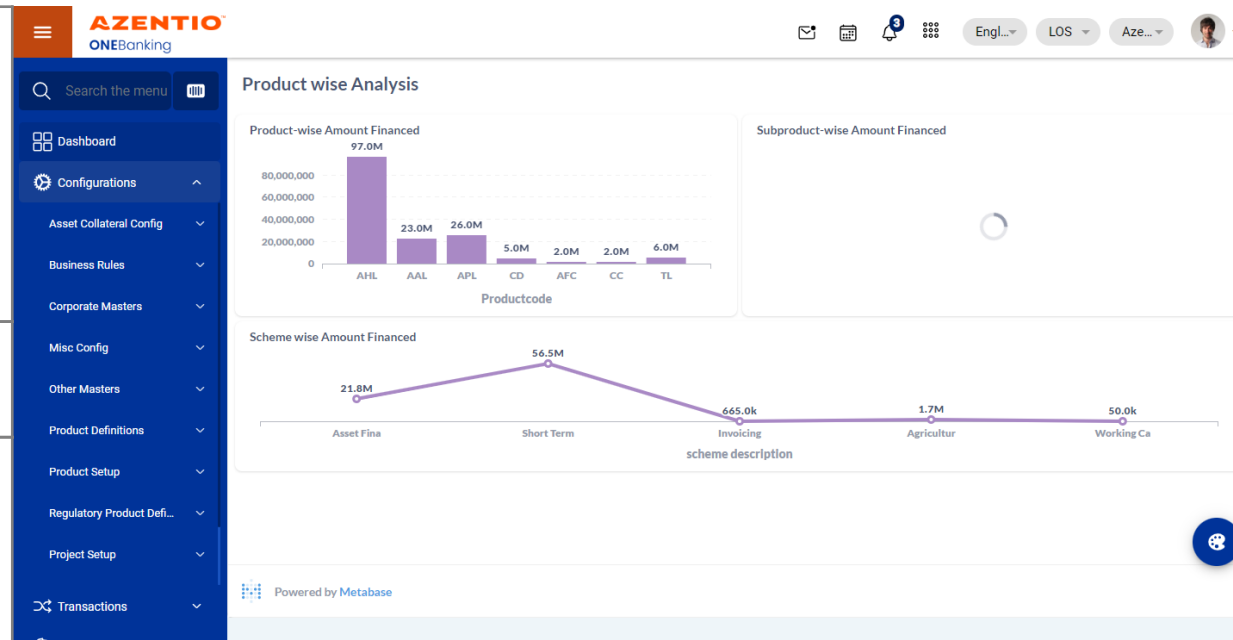 AZENTIO
ONEBanking
3
Engl...
LOS
Aze...
Search the menu
Dashboard
Configurations
Asset Collateral Config
Business Rules
Corporate Masters
Misc Config
Other Masters
Product Definitions
Product Setup
Regulatory Product Defi...
Project Setup
Transactions
Product wise Analysis
Product-wise Amount Financed
97.0M
80,000,000
60,000,000
40,000,000
20,000,000
0
23.0M
26.0M
5.0M
2.0M
2.0M
6.0M
AHL
AAL
APL
CD
AFC
CC
TL
Productcode
Subproduct-wise Amount Financed
Scheme wise Amount Financed
21.8M
56.5M
665.0k
1.7M
50.0k
Asset Fina
Short Term
Invoicing
Agricultur
Working Ca
scheme description
Powered by Metabase